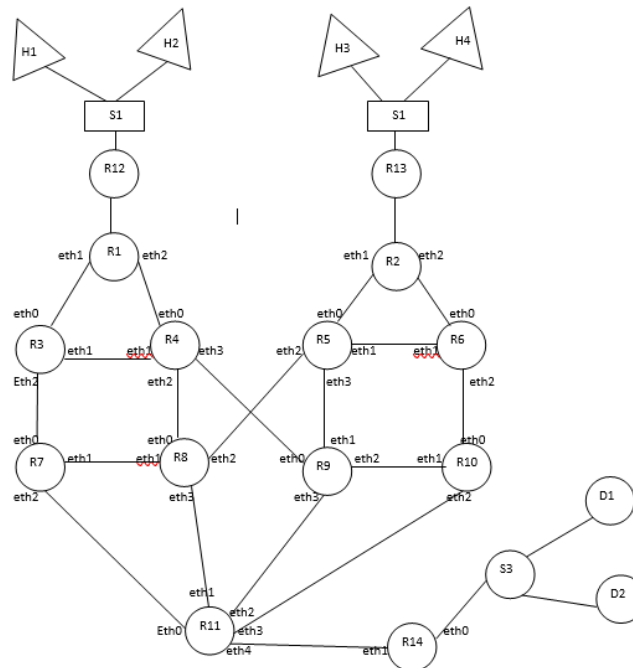 H1
H2
H3
H4
S1
S1
R12
R13
R1
eth1
eth2
R2
eth1
eth2
eth0
eth0
eth0
eth0
R3
eth1
eth1
R4
eth3
eth2
R5
eth1
eth1
R6
Eth2
eth2
eth3
eth2
eth0
eth0
eth1
eth0
R7
eth1
eth1
R8
eth2
eth0
R9
eth2
eth1
R10
eth2
eth3
eth3
eth2
D1
S3
D2
eth1
eth2
Eth0
R11
eth3
eth4
eth1
R14
eth0